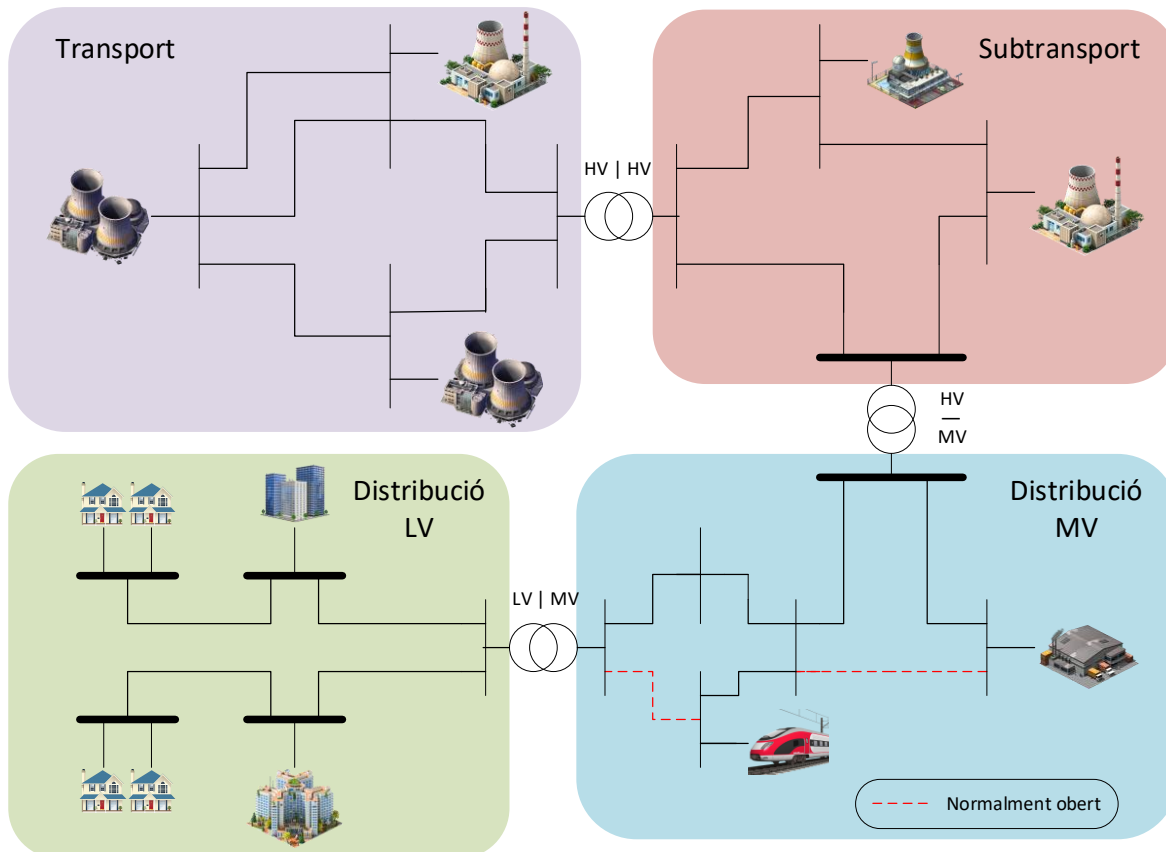 Transport
Subtransport
HV | HV
HV
MV
Distribució
LV
Distribució
MV
LV | MV
Normalment obert